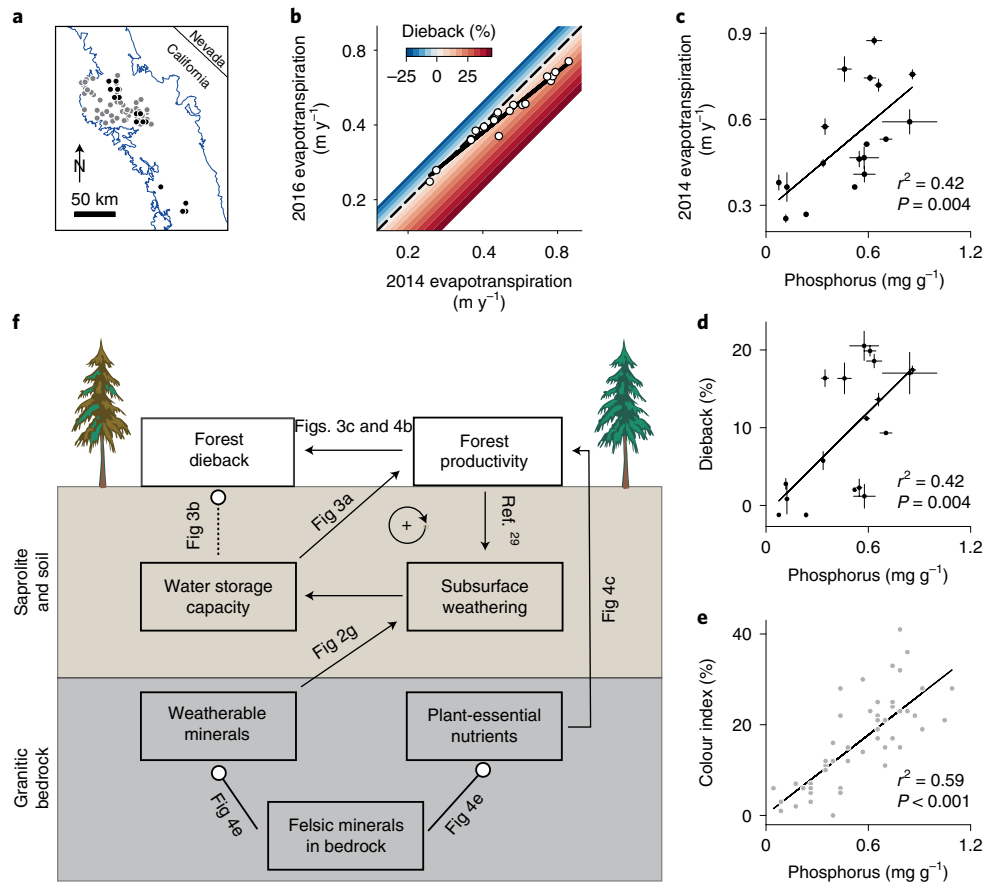 a
Nevada
California
N
50 km
b
Dieback (%)
−25 0 25
0.8
0.4
0.2
2016 evapotranspiration
(m y⁻¹)
0.2 0.4 0.8
2014 evapotranspiration
(m y⁻¹)
c
0.9
0.6
0.3
2014 evapotranspiration
(m y⁻¹)
r² = 0.42
P = 0.004
0 0.6 1.2
Phosphorus (mg g⁻¹)
d
20
10
0
Dieback (%)
r² = 0.42
P = 0.004
0 0.6 1.2
Phosphorus (mg g⁻¹)
e
40
20
0
Colour index (%)
r² = 0.59
P < 0.001
0 0.6 1.2
Phosphorus (mg g⁻¹)
f
Forest
dieback
Figs. 3c and 4b
Forest
productivity
Fig 3b
Fig 3a
+
Ref. ²⁹
Fig 4c
Saprolite
and soil
Water storage
capacity
Subsurface
weathering
Fig 2g
Granitic
bedrock
Weatherable
minerals
Plant-essential
nutrients
Fig 4e
Fig 4e
Felsic minerals
in bedrock